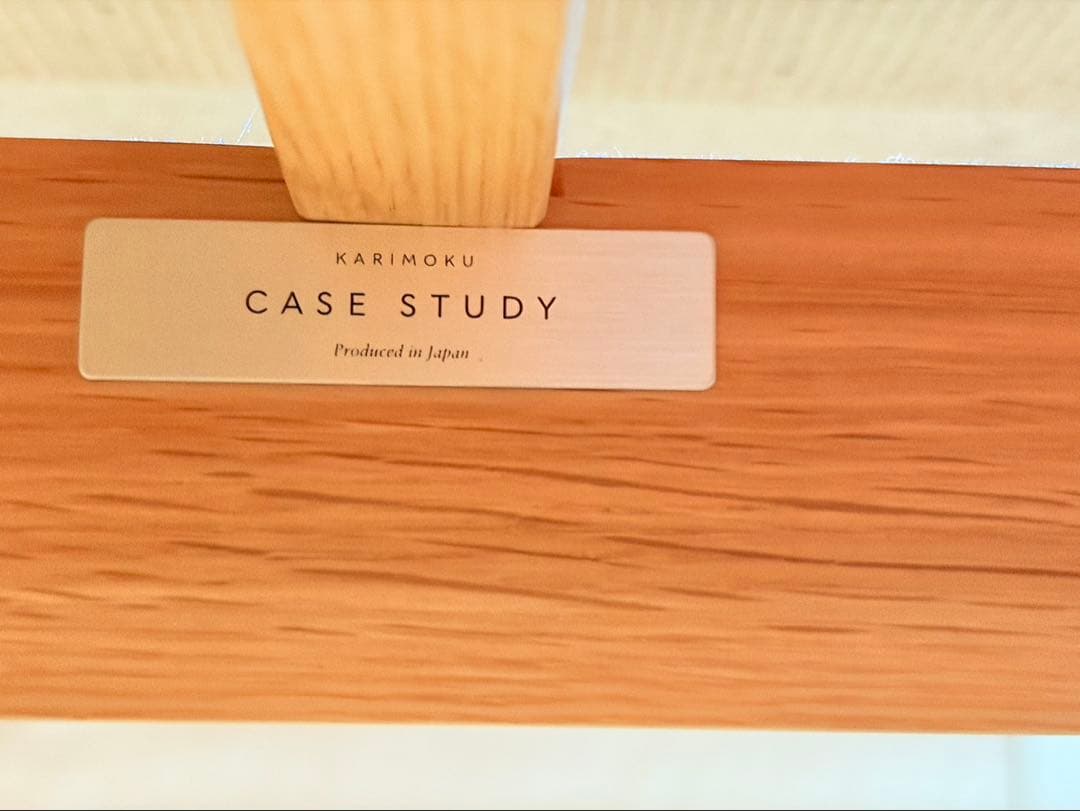 KARIMOKU
CASE STUDY
Produced in Japan